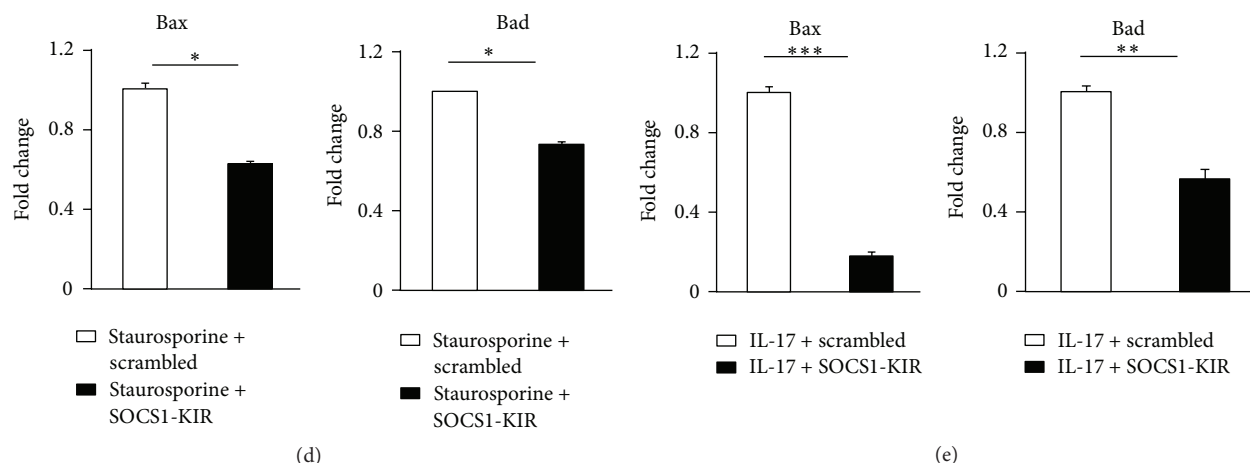 Bax
*
Fold change
1.2
0.8
0.4
0
Staurosporine +
scrambled
Staurosporine +
SOCS1-KIR
Bad
*
Fold change
1.2
0.8
0.4
0
Staurosporine +
scrambled
Staurosporine +
SOCS1-KIR
(d)
Bax
***
Fold change
1.2
0.8
0.4
0
IL-17 + scrambled
IL-17 + SOCS1-KIR
Bad
**
Fold change
1.2
0.8
0.4
0
IL-17 + scrambled
IL-17 + SOCS1-KIR
(e)